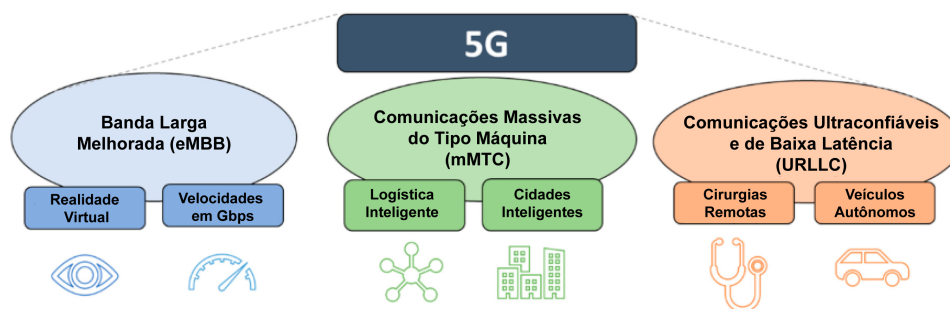 5G
Banda Larga
Melhorada (eMBB)
Realidade
Virtual
Velocidades
em Gbps
Comunicações Massivas
do Tipo Máquina
(mMTC)
Logística
Inteligente
Cidades
Inteligentes
Comunicações Ultraconfiáveis
e de Baixa Latência
(URLLC)
Cirurgias
Remotas
Veículos
Autônomos